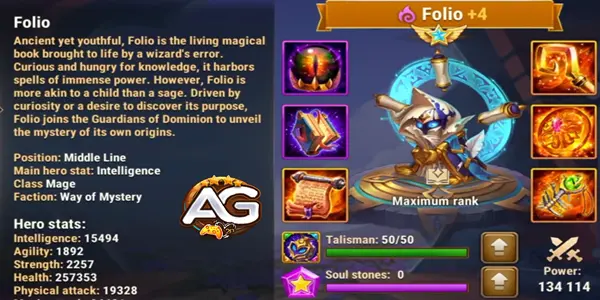 Folio
Ancient yet youthful, Folio is the living magical
book brought to life by a wizard's error.
Curious and hungry for knowledge, it harbors
spells of immense power. However, Folio is
more akin to a child than a sage. Driven by
curiosity or a desire to discover its purpose,
Folio joins the Guardians of Dominion to unveil
the mystery of its own origins.
Position: Middle Line
Main hero stat: Intelligence
Class Mage
Faction: Way of Mystery
AG
Hero stats:
Intelligence: 15494
Agility: 1892
Strength: 2257
Health: 257353
Physical attack: 19328
Folio +4
Maximum rank
Talisman: 50/50
Soul stones: 0
Power:
134 114